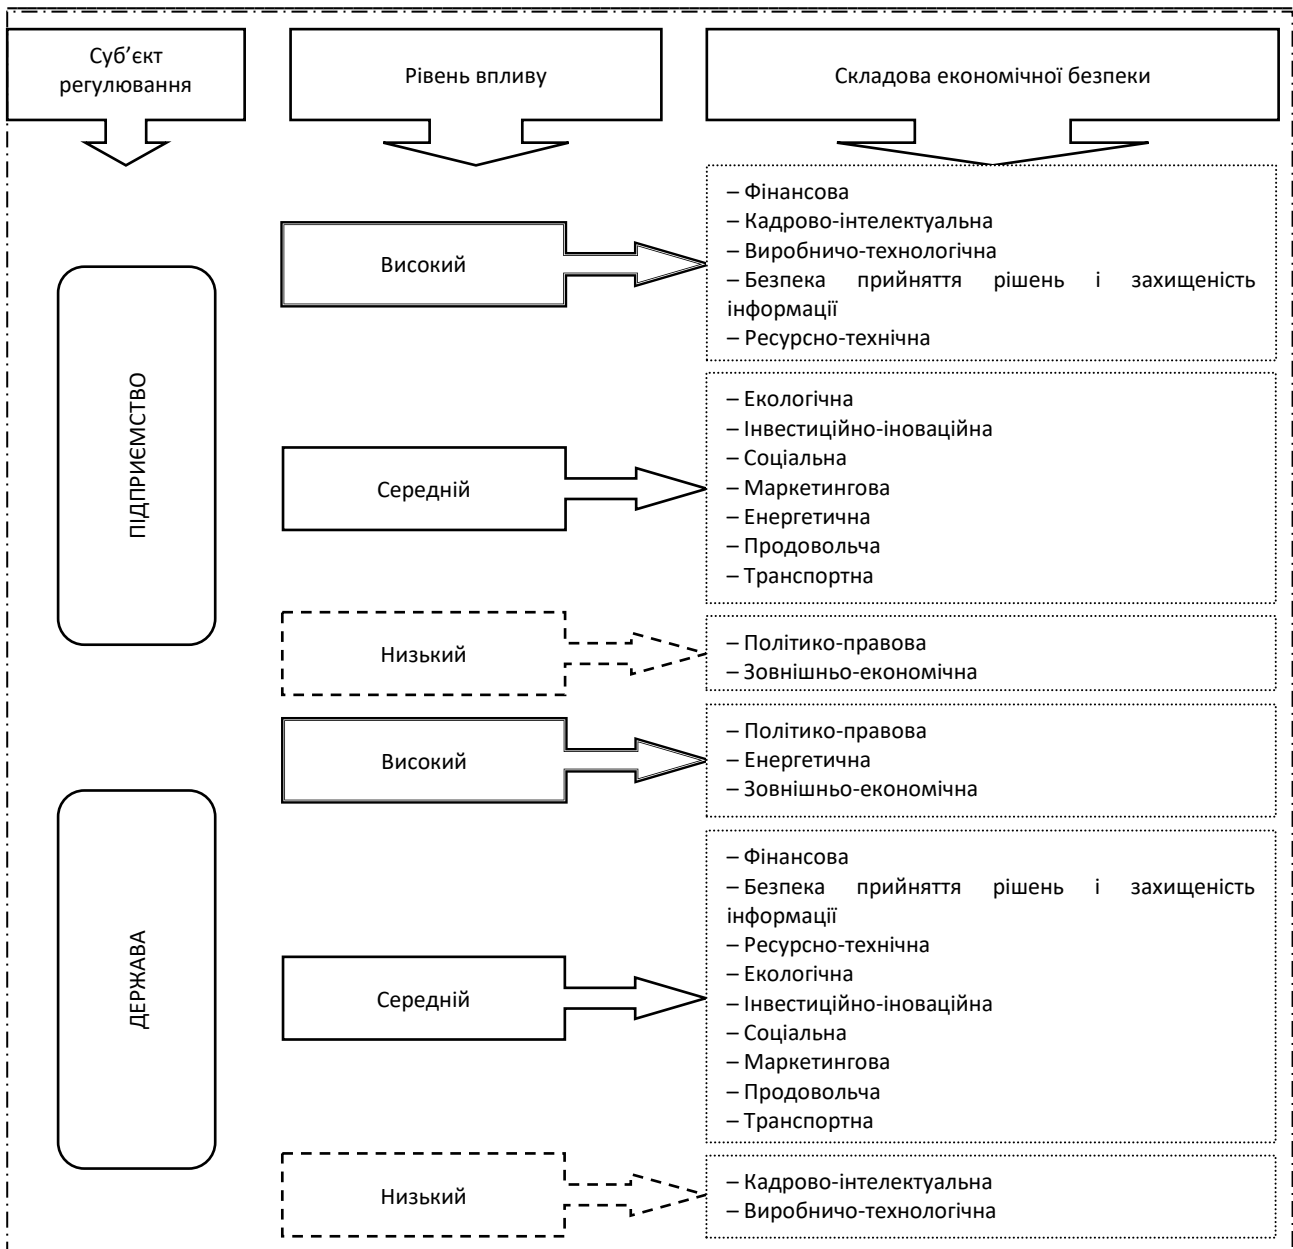 Суб’єкт
регулювання
Рівень впливу
Складова економічної безпеки
ПІДПРИЄМСТВО
Високий
– Фінансова
– Кадрово-інтелектуальна
– Виробничо-технологічна
– Безпека прийняття рішень і захищеність
інформації
– Ресурсно-технічна
Середній
– Екологічна
– Інвестиційно-іноваційна
– Соціальна
– Маркетингова
– Енергетична
– Продовольча
– Транспортна
Низький
– Політико-правова
– Зовнішньо-економічна
ДЕРЖАВА
Високий
– Політико-правова
– Енергетична
– Зовнішньо-економічна
Середній
– Фінансова
– Безпека прийняття рішень і захищеність
інформації
– Ресурсно-технічна
– Екологічна
– Інвестиційно-іноваційна
– Соціальна
– Маркетингова
– Продовольча
– Транспортна
Низький
– Кадрово-інтелектуальна
– Виробничо-технологічна